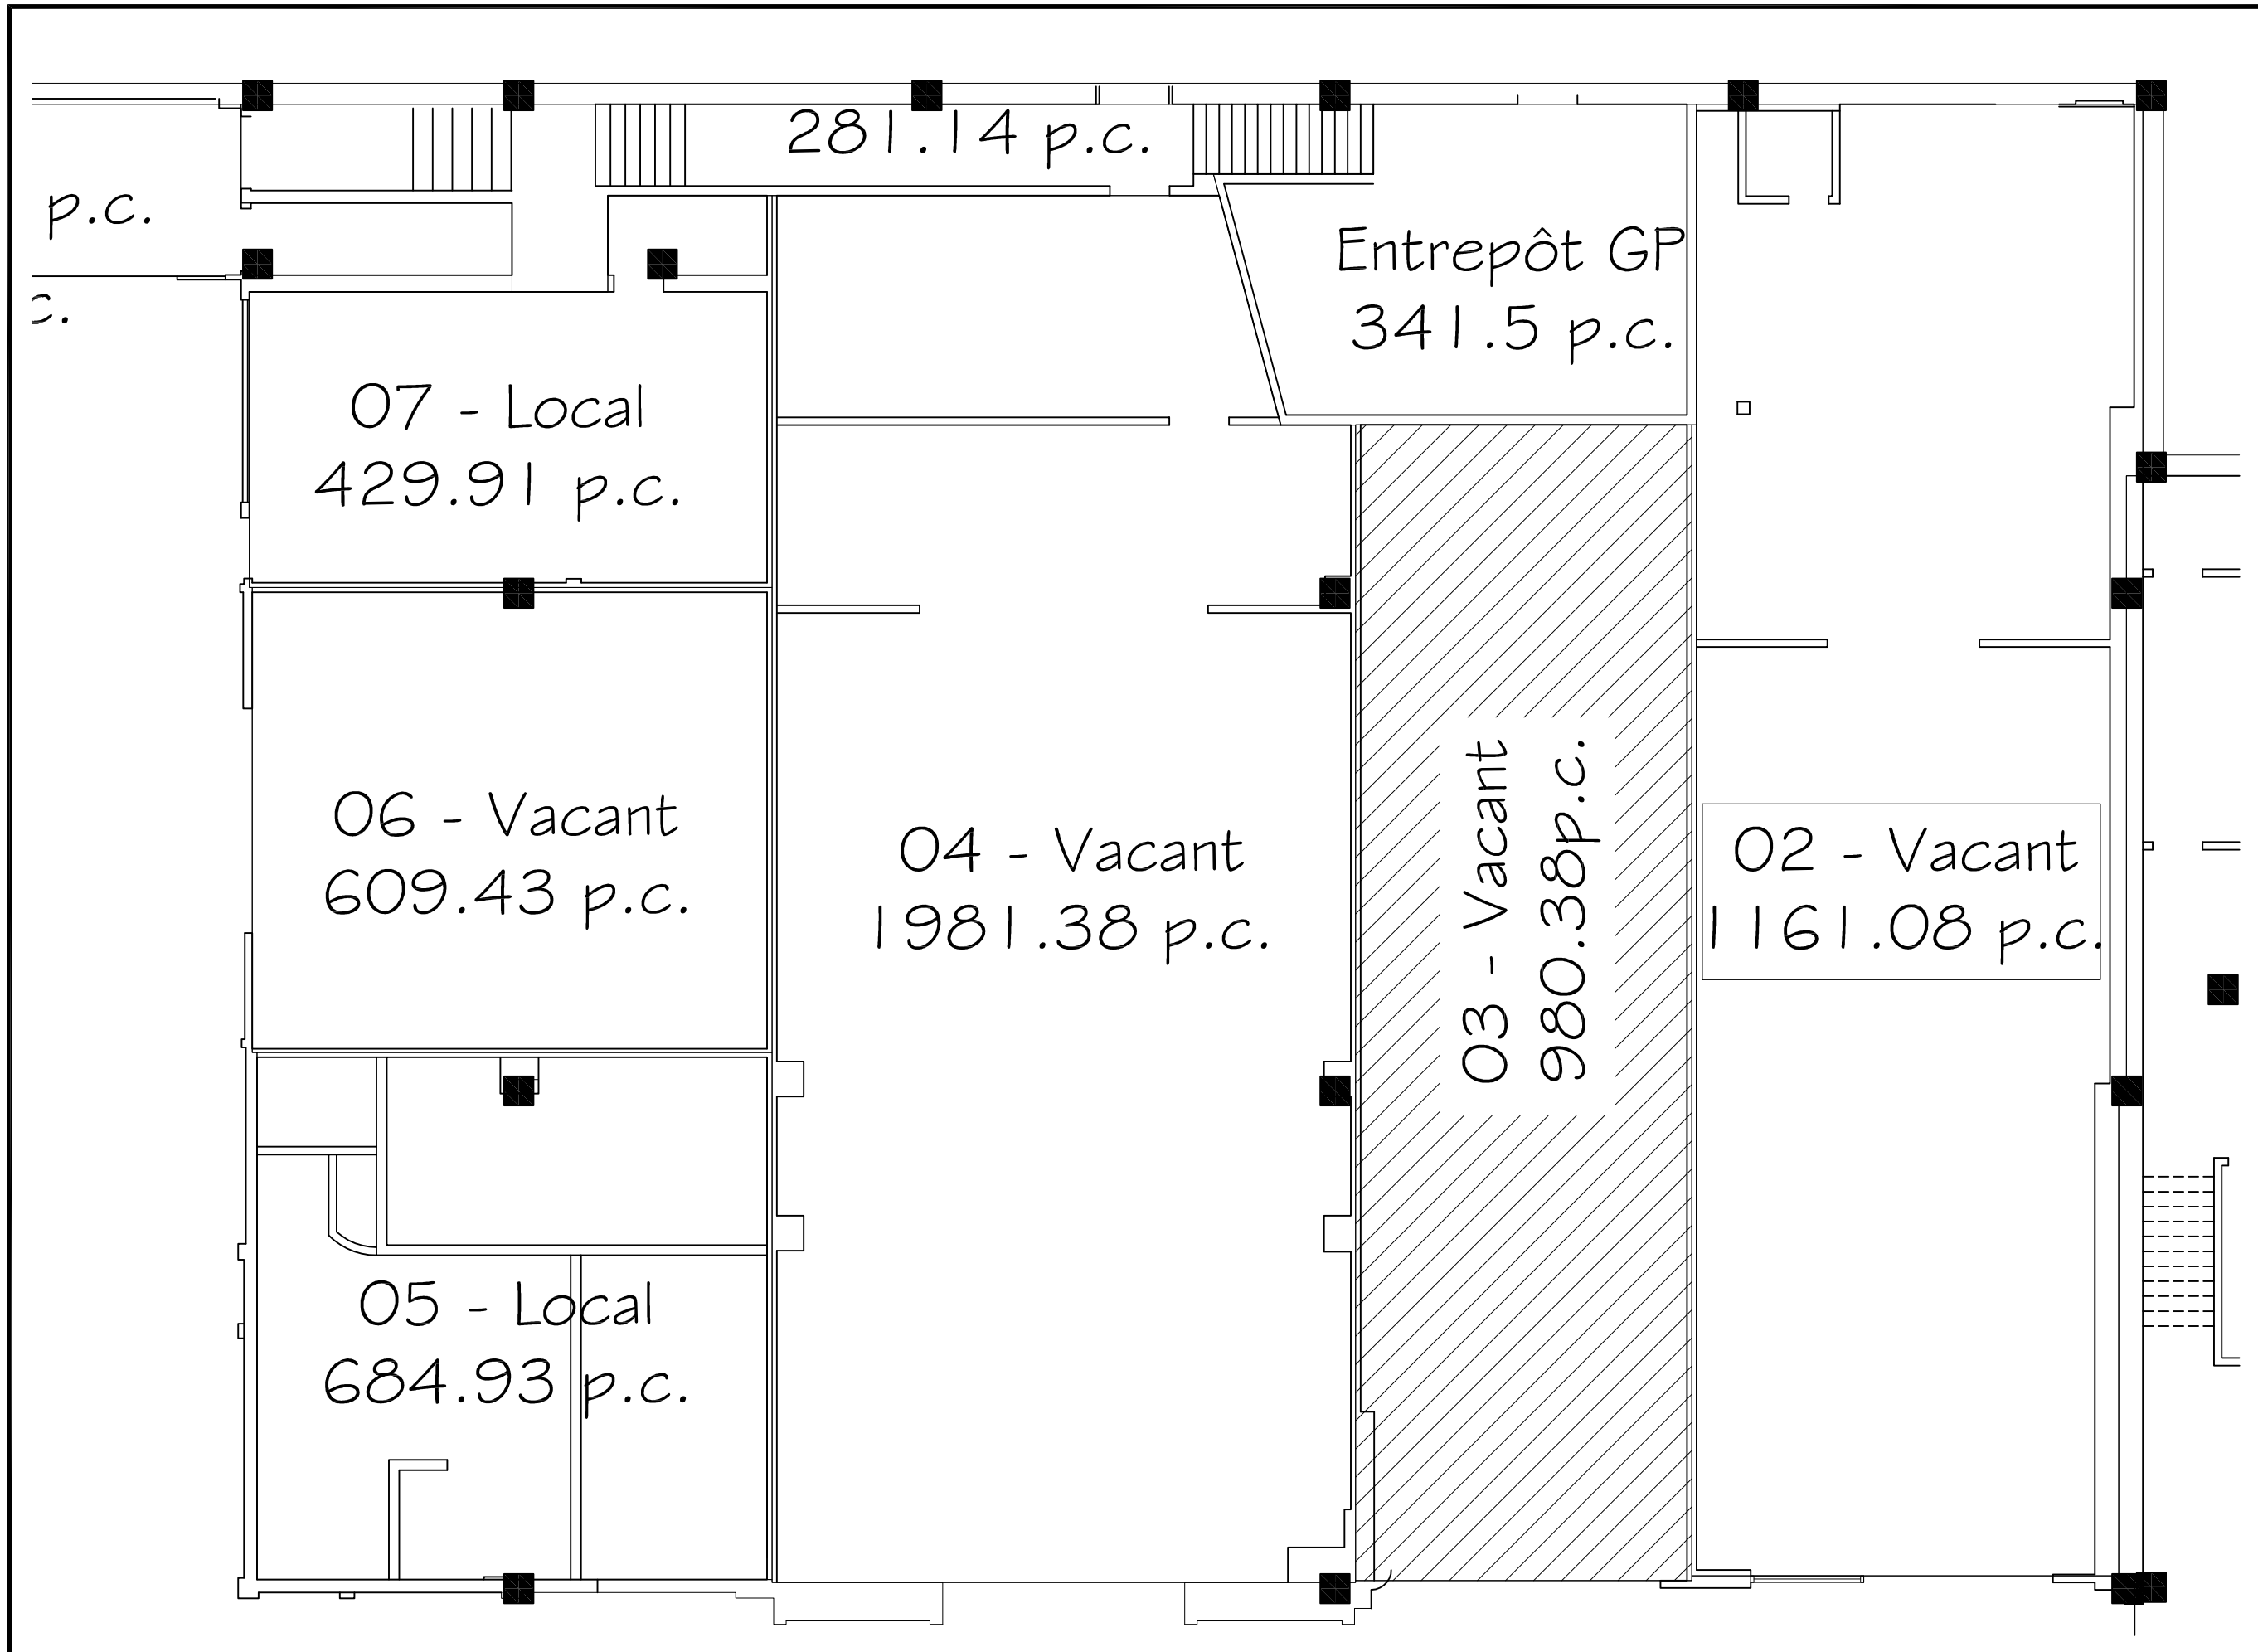 281.14 p.c.
p.c.
c.
Entrepôt GP
341.5 p.c.
07 - Local
429.91 p.c.
06 - Vacant
609.43 p.c.
04 - Vacant
1981.38 p.c.
03 - Vacant
980.38p.c.
02 - Vacant
1161.08 p.c.
05 - Local
684.93 p.c.